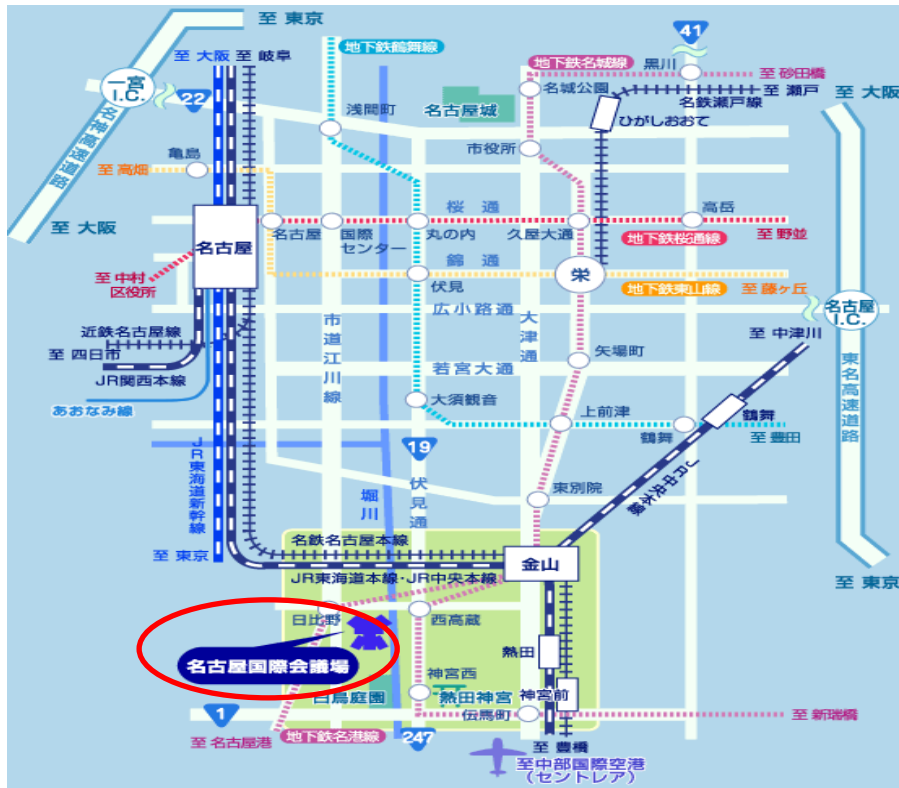 至 東京
至 大阪 至 岐阜
地下鉄鶴舞線
41
一宮
I.C.
22
名神高速道路
浅間町
名古屋城
地下鉄名城線
黒川
至 砂田橋
名城公園
至 瀬戸
名鉄瀬戸線
ひがしおおて
至 大阪
亀島
至 高畑
市役所
至 大阪
名古屋
名古屋
国際
センター
桜通
丸の内
久屋大通
高岳
地下鉄桜通線
至 野並
至 中村
区役所
錦通
伏見
栄
地下鉄東山線
至 藤ヶ丘
名古屋
I.C.
広小路通
近鉄名古屋線
至 四日市
JR関西本線
市道江川線
大津通
至 中津川
矢場町
若宮大通
東名高速道路
あおなみ線
大須観音
上前津
鶴舞
鶴舞
至 豊田
JR東海道新幹線
19
伏見通
堀川
東別院
JR中央本線
名鉄名古屋本線
至 東京
金山
JR東海道本線・JR中央本線
至 東京
日比野
西高蔵
熱田
名古屋国際会議場
神宮西
白鳥庭園
熱田神宮
神宮前
1
伝馬町
至 新瑞橋
至 名古屋港
地下鉄名港線
247
至 豊橋
至中部国際空港
(セントレア)